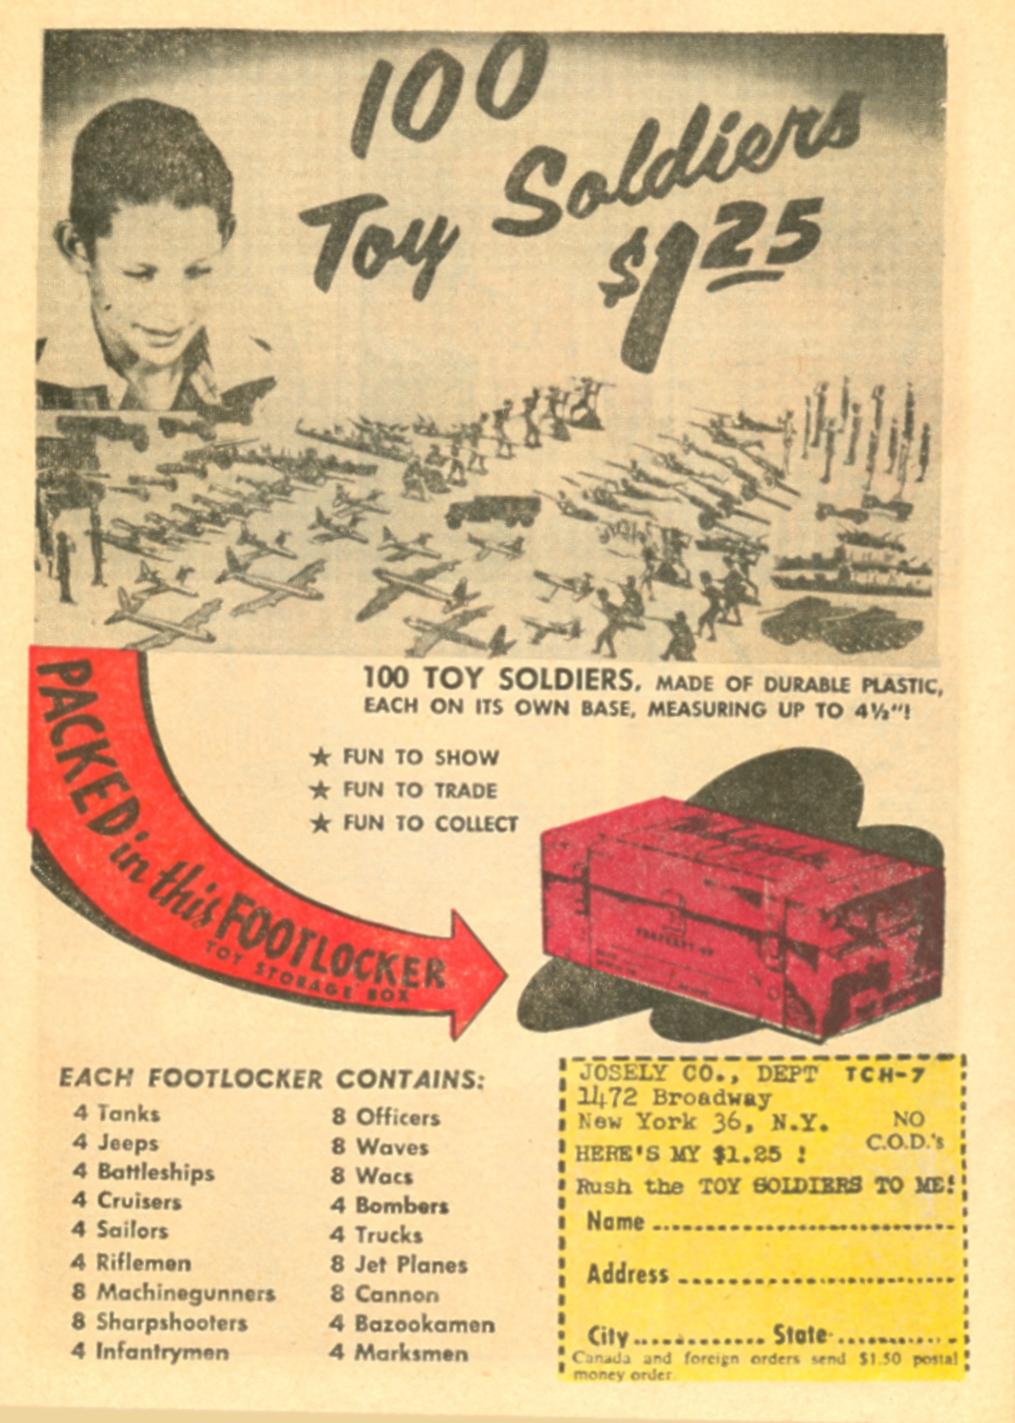 100
Toy Soldiers
$1 25
PACKED in this FOOTLOCKER
TOY STORAGE BOX
100 TOY SOLDIERS, MADE OF DURABLE PLASTIC,
EACH ON ITS OWN BASE, MEASURING UP TO 4½"!
★ FUN TO SHOW
★ FUN TO TRADE
★ FUN TO COLLECT
PROPERTY OF
EACH FOOTLOCKER CONTAINS:
4 Tanks
4 Jeeps
4 Battleships
4 Cruisers
4 Sailors
4 Riflemen
8 Machinegunners
8 Sharpshooters
4 Infantrymen
8 Officers
8 Waves
8 Wacs
4 Bombers
4 Trucks
8 Jet Planes
8 Cannon
4 Bazookamen
4 Marksmen
JOSELY CO., DEPT TCH-7
1472 Broadway
New York 36, N.Y.
NO
C.O.D.'s
HERE'S MY $1.25 !
Rush the TOY SOLDIERS TO ME!
Name
Address
City State
Canada and foreign orders send $1.50 postal
money order.